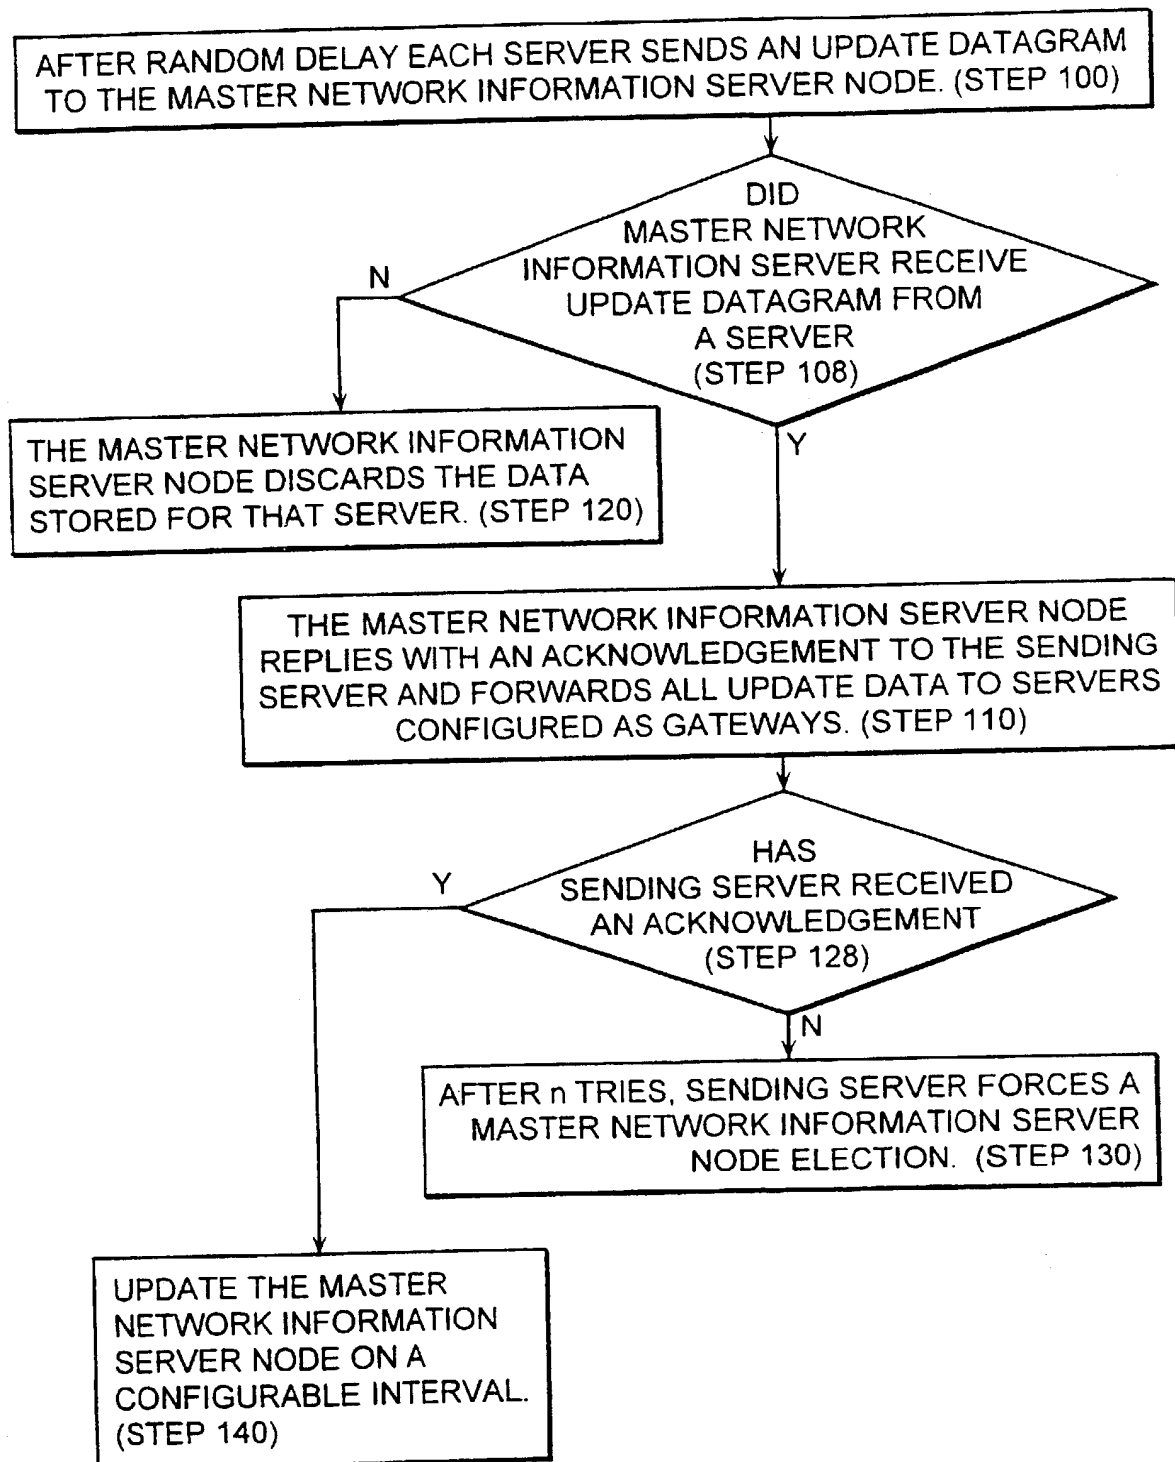 AFTER RANDOM DELAY EACH SERVER SENDS AN UPDATE DATAGRAM
TO THE MASTER NETWORK INFORMATION SERVER NODE. (STEP 100)
DID
MASTER NETWORK
INFORMATION SERVER RECEIVE
UPDATE DATAGRAM FROM
A SERVER
(STEP 108)
N
Y
THE MASTER NETWORK INFORMATION
SERVER NODE DISCARDS THE DATA
STORED FOR THAT SERVER. (STEP 120)
THE MASTER NETWORK INFORMATION SERVER NODE
REPLIES WITH AN ACKNOWLEDGEMENT TO THE SENDING
SERVER AND FORWARDS ALL UPDATE DATA TO SERVERS
CONFIGURED AS GATEWAYS. (STEP 110)
HAS
SENDING SERVER RECEIVED
AN ACKNOWLEDGEMENT
(STEP 128)
Y
N
AFTER n TRIES, SENDING SERVER FORCES A
MASTER NETWORK INFORMATION SERVER
NODE ELECTION. (STEP 130)
UPDATE THE MASTER
NETWORK INFORMATION
SERVER NODE ON A
CONFIGURABLE INTERVAL.
(STEP 140)